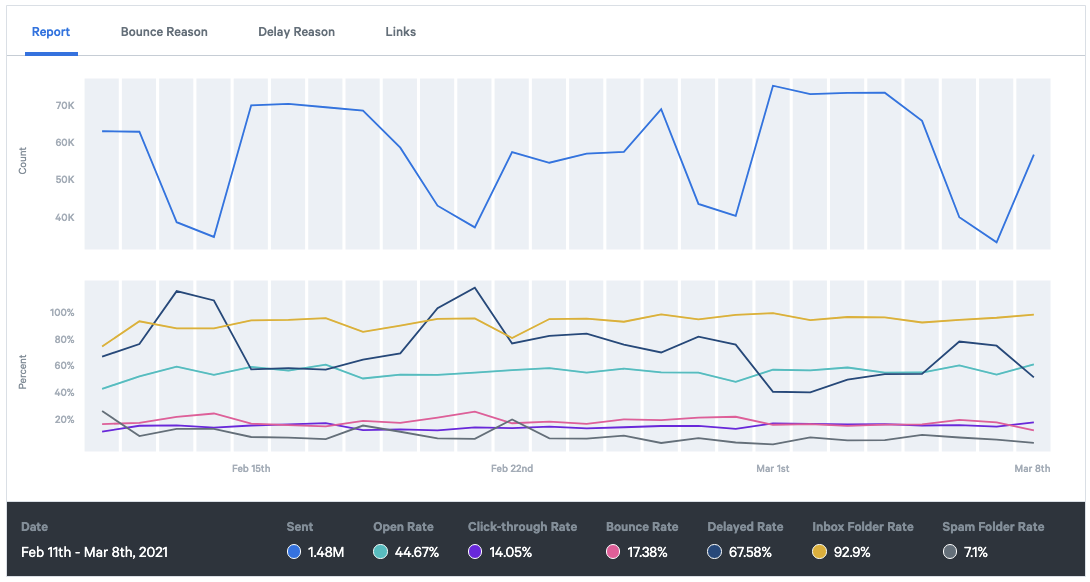 Report Bounce Reason Delay Reason Links
Count
70K
60K
50K
40K
Percent
100%
80%
60%
40%
20%
Feb 15th Feb 22nd Mar 1st Mar 8th
Date Sent Open Rate Click-through Rate Bounce Rate Delayed Rate Inbox Folder Rate Spam Folder Rate
Feb 11th - Mar 8th, 2021 1.48M 44.67% 14.05% 17.38% 67.58% 92.9% 7.1%